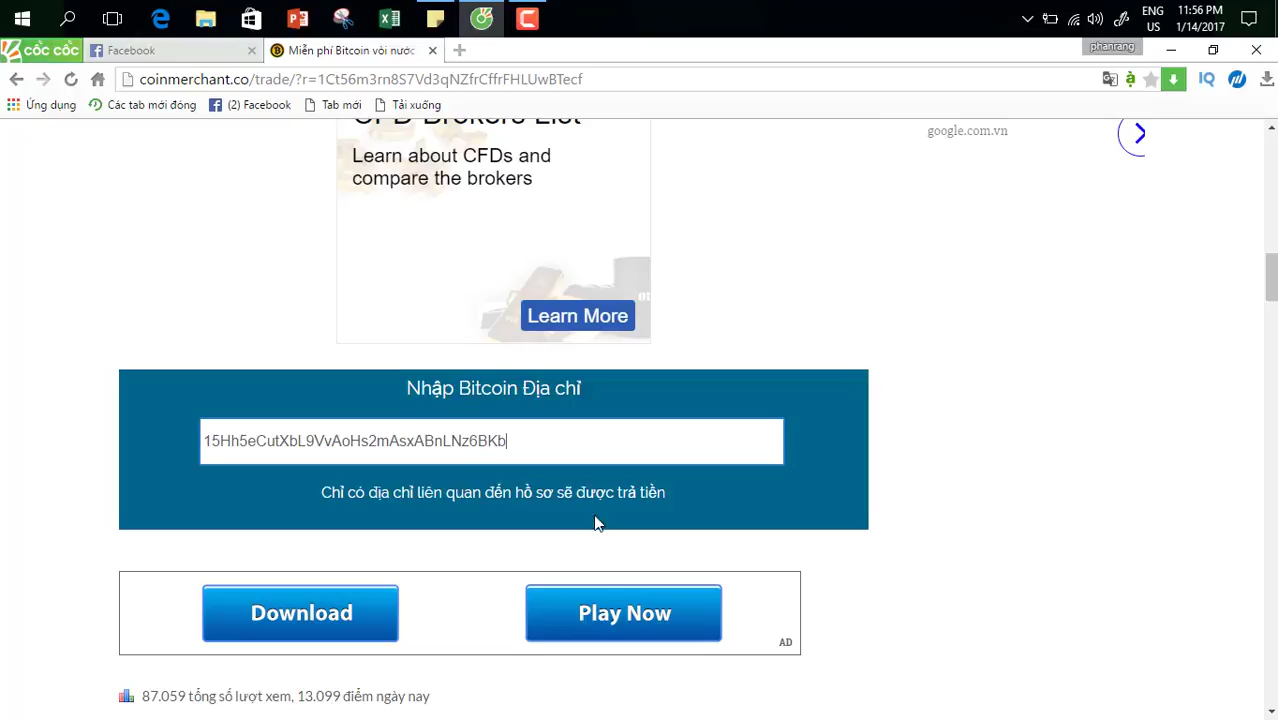 ENG
US
11:56 PM
1/14/2017
cốc cốc
Facebook
Miễn phí Bitcoin vòi nước
phanrang
coinmerchant.co/trade/?r=1Ct56m3rn8S7Vd3qNZfrCffrFHLUwBTecf
Ứng dụng
Các tab mới đóng
(2) Facebook
Tab mới
Tải xuống
CFD Brokers List
google.com.vn
Learn about CFDs and
compare the brokers
Learn More
Nhập Bitcoin Địa chỉ
15Hh5eCutXbL9VvAoHs2mAsxABnLNz6BKb
Chỉ có địa chỉ liên quan đến hồ sơ sẽ được trả tiền
Download
Play Now
AD
87.059 tổng số lượt xem, 13.099 điểm ngày nay